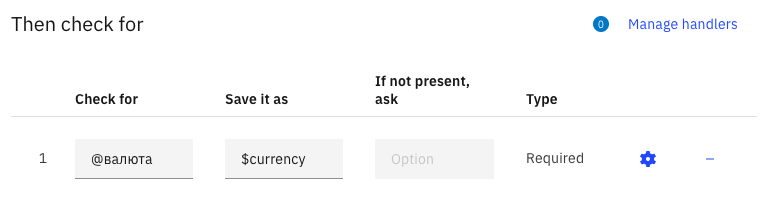 Then check for
0 Manage handlers
Check for Save it as If not present, ask Type
1 @валюта $currency Option Required